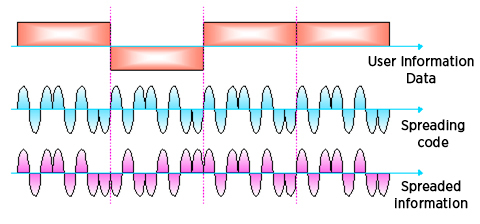 User Information
Data
Spreading
code
Spreaded
Information